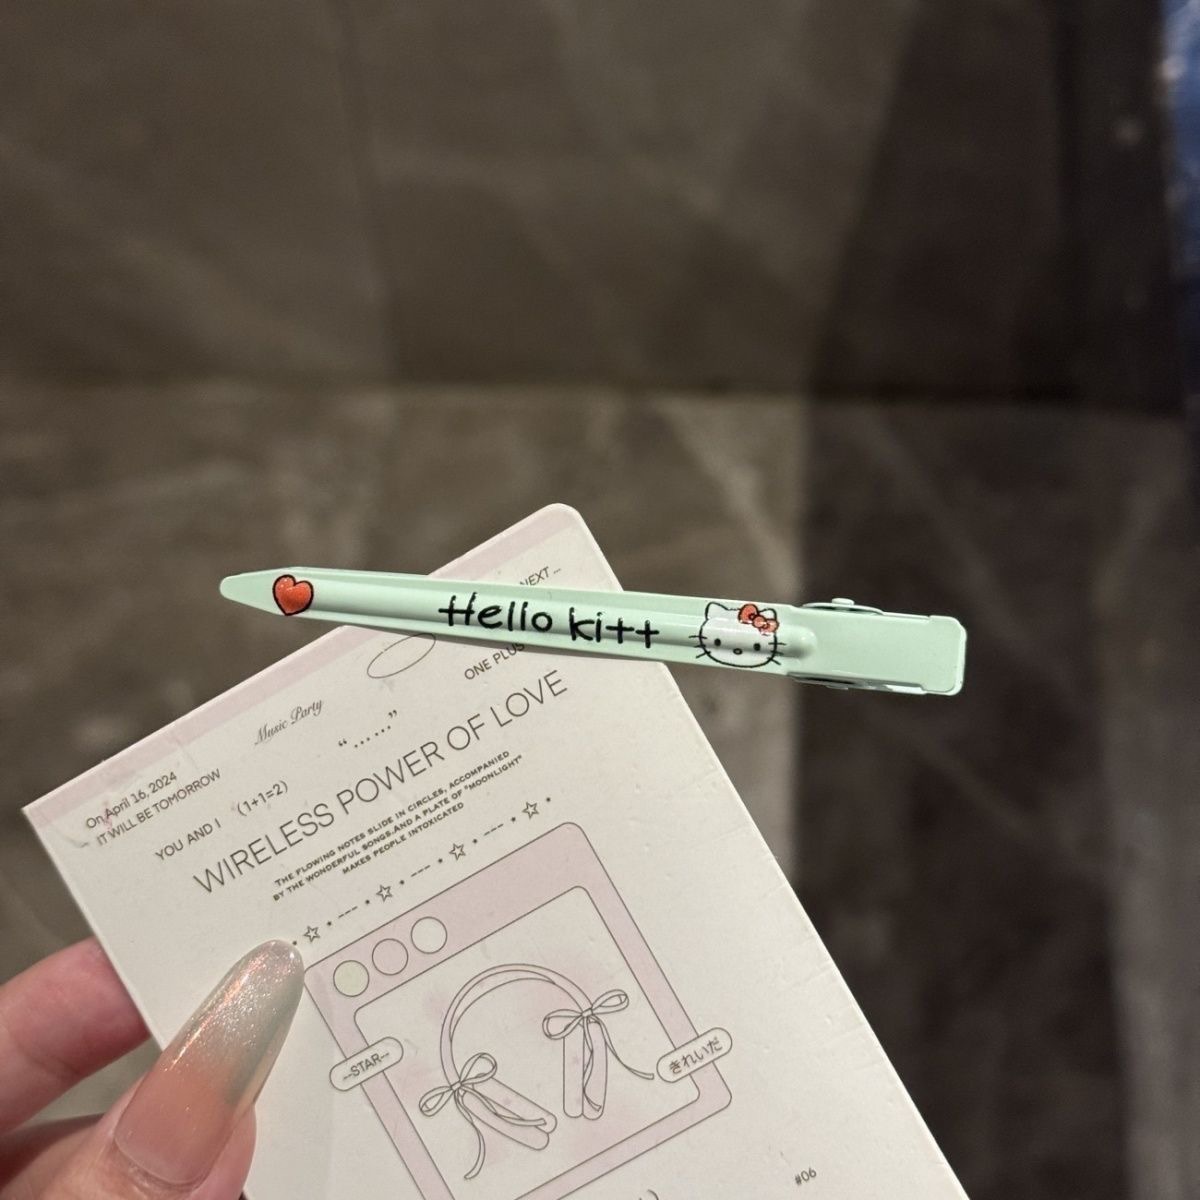 Hello kitt
NEXT ...
ONE PLUS
Music Party
"......"
On April 16, 2024
IT WILL BE TOMORROW
YOU AND I (1+1=2)
WIRELESS POWER OF LOVE
THE FLOWING NOTES SLIDE IN CIRCLES, ACCOMPANIED
BY THE WONDERFUL SONGS.AND A PLATE OF "MOONLIGHT"
MAKES PEOPLE INTOXICATED
--STAR--
きれいだ
#06